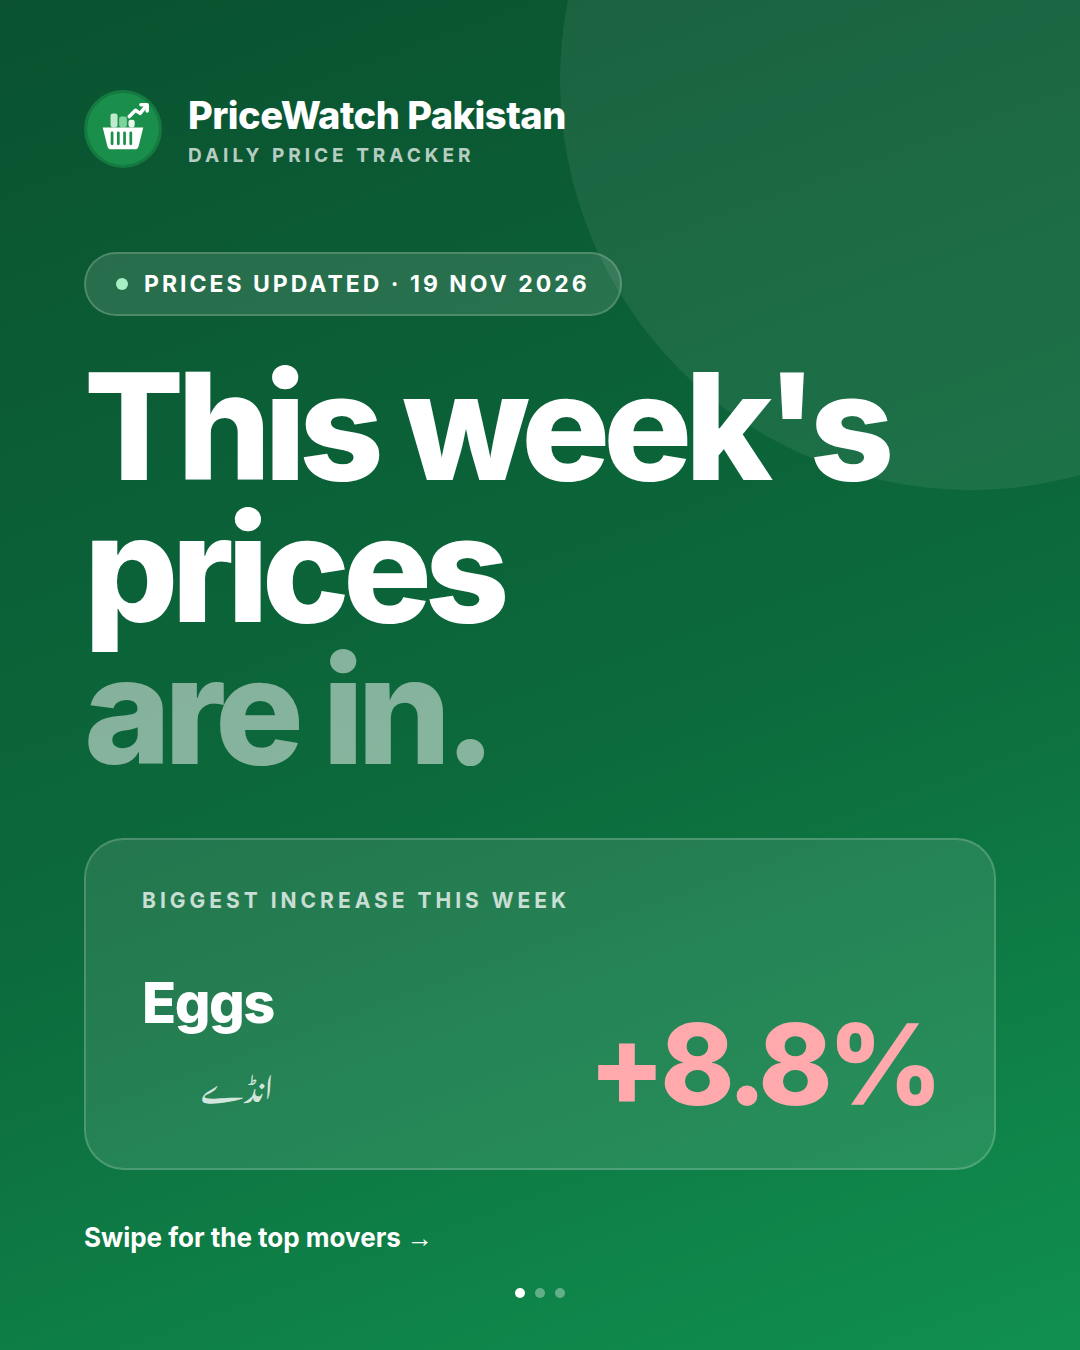 PriceWatch Pakistan
DAILY PRICE TRACKER
PRICES UPDATED · 19 NOV 2026
This week's
prices
are in.
BIGGEST INCREASE THIS WEEK
Eggs
انڈے
+8.8%
Swipe for the top movers →